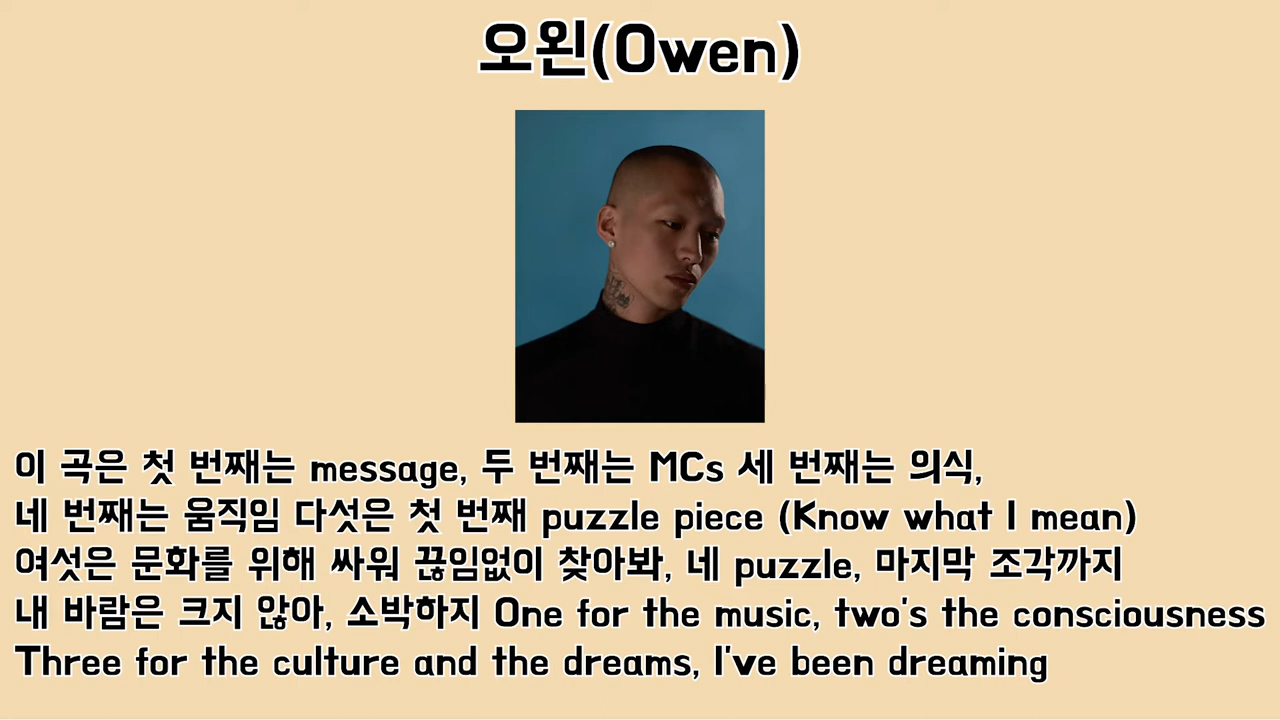 오왼(Owen)
이 곡은 첫 번째는 message, 두 번째는 MCs 세 번째는 의식,
네 번째는 움직임 다섯은 첫 번째 puzzle piece (Know what I mean)
여섯은 문화를 위해 싸워 끊임없이 찾아봐, 네 puzzle, 마지막 조각까지
내 바람은 크지 않아, 소박하지 One for the music, two's the consciousness
Three for the culture and the dreams, I've been dreaming